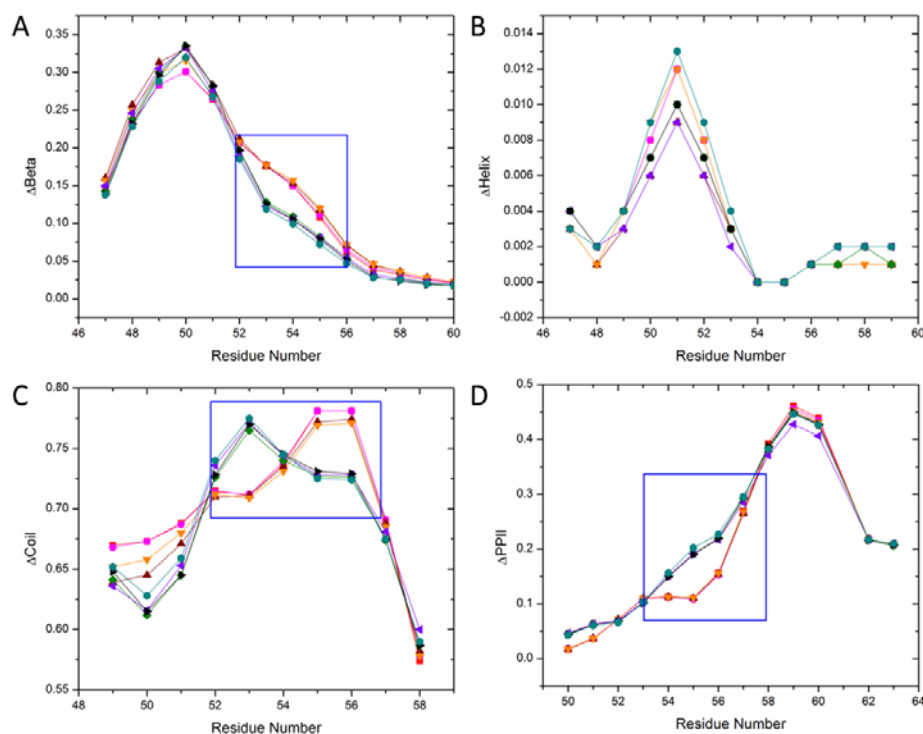 A
0.35
0.30
0.25
0.20
0.15
0.10
0.05
0.00
ΔBeta
46 48 50 52 54 56 58 60
Residue Number
B
0.014
0.012
0.010
0.008
0.006
0.004
0.002
0.000
-0.002
ΔHelix
46 48 50 52 54 56 58 60
Residue Number
C
0.80
0.75
0.70
0.65
0.60
0.55
ΔCoil
48 50 52 54 56 58
Residue Number
D
0.5
0.4
0.3
0.2
0.1
0.0
ΔPPII
50 52 54 56 58 60 62 64
Residue Number